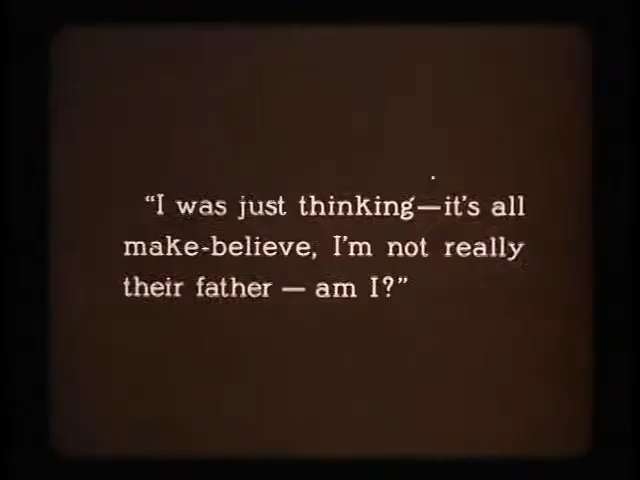 “I was just thinking—it's all
make-believe, I'm not really
their father — am I?”